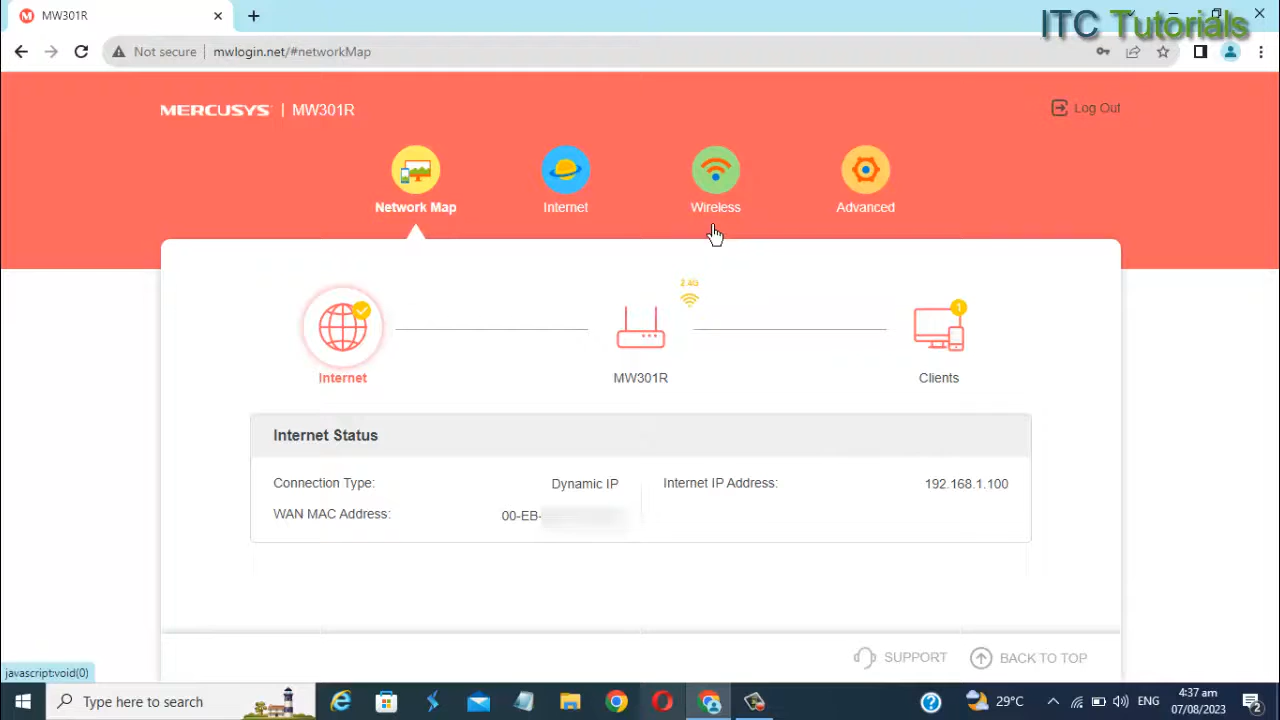 MW301R
ITC Tutorials
Not secure | mwlogin.net/#networkMap
MERCUSYS | MW301R
Log Out
Network Map
Internet
Wireless
Advanced
2.4G
1
Internet
MW301R
Clients
Internet Status
Connection Type: Dynamic IP
Internet IP Address: 192.168.1.100
WAN MAC Address: 00-EB-
SUPPORT
BACK TO TOP
javascript:void(0)
Type here to search
29°C
ENG
4:37 am
07/08/2023
2